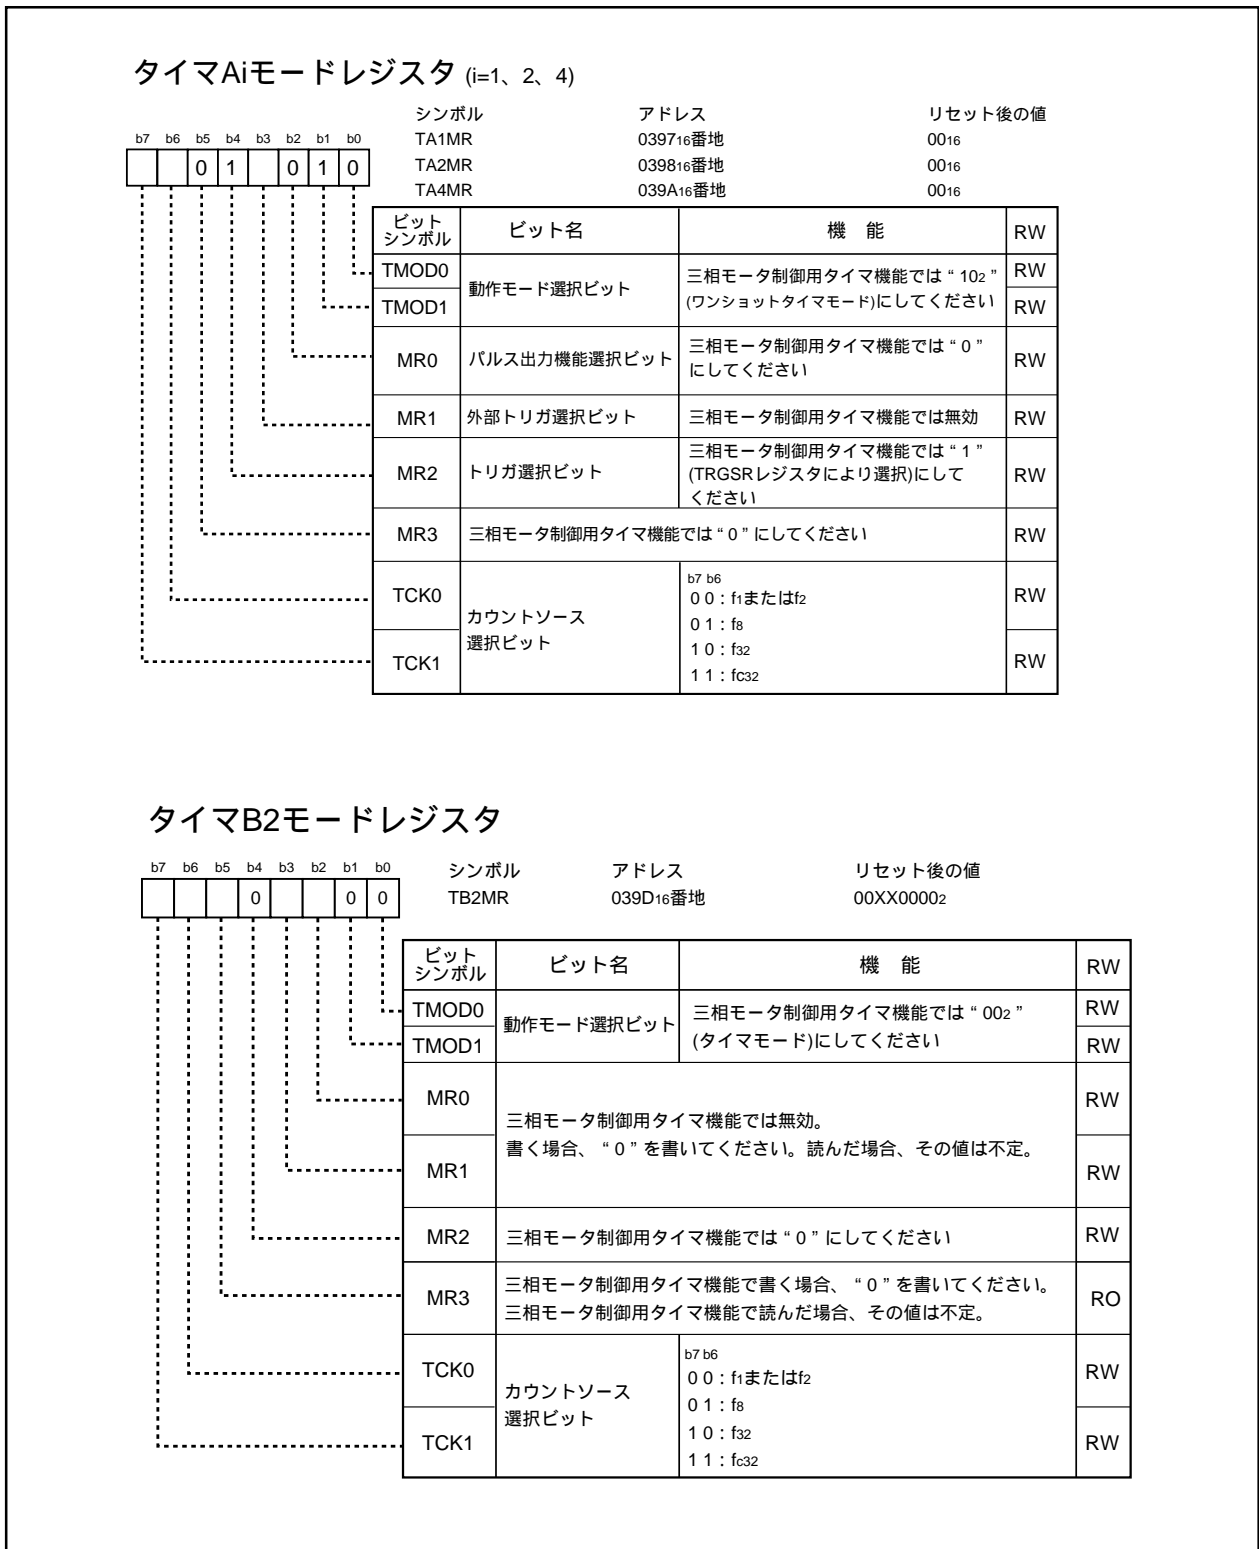 タイマAiモードレジスタ (i=1、2、4)
シンボル アドレス リセット後の値
TA1MR 039716番地 0016
TA2MR 039816番地 0016
TA4MR 039A16番地 0016
b7 b6 b5 b4 b3 b2 b1 b0
0 1 0 1 0
ビットシンボル ビット名 機 能 RW
TMOD0 動作モード選択ビット 三相モータ制御用タイマ機能では“102” RW
TMOD1 (ワンショットタイマモード)にしてください RW
MR0 パルス出力機能選択ビット 三相モータ制御用タイマ機能では“0” RW
にしてください
MR1 外部トリガ選択ビット 三相モータ制御用タイマ機能では無効 RW
三相モータ制御用タイマ機能では“1”
MR2 トリガ選択ビット (TRGSRレジスタにより選択)にして RW
ください
MR3 三相モータ制御用タイマ機能では“0”にしてください RW
b7 b6
TCK0 0 0:f1またはf2 RW
カウントソース 0 1:f8
選択ビット 1 0:f32
TCK1 1 1:fC32 RW
タイマB2モードレジスタ
b7 b6 b5 b4 b3 b2 b1 b0
0 0 0
シンボル アドレス リセット後の値
TB2MR 039D16番地 00XX00002
ビットシンボル ビット名 機 能 RW
TMOD0 動作モード選択ビット 三相モータ制御用タイマ機能では“002” RW
TMOD1 (タイマモード)にしてください RW
MR0 RW
三相モータ制御用タイマ機能では無効。
書く場合、“0”を書いてください。読んだ場合、その値は不定。
MR1 RW
MR2 三相モータ制御用タイマ機能では“0”にしてください RW
三相モータ制御用タイマ機能で書く場合、“0”を書いてください。
MR3 RO
三相モータ制御用タイマ機能で読んだ場合、その値は不定。
b7 b6
TCK0 0 0:f1またはf2 RW
カウントソース 0 1:f8
選択ビット 1 0:f32
TCK1 1 1:fC32 RW